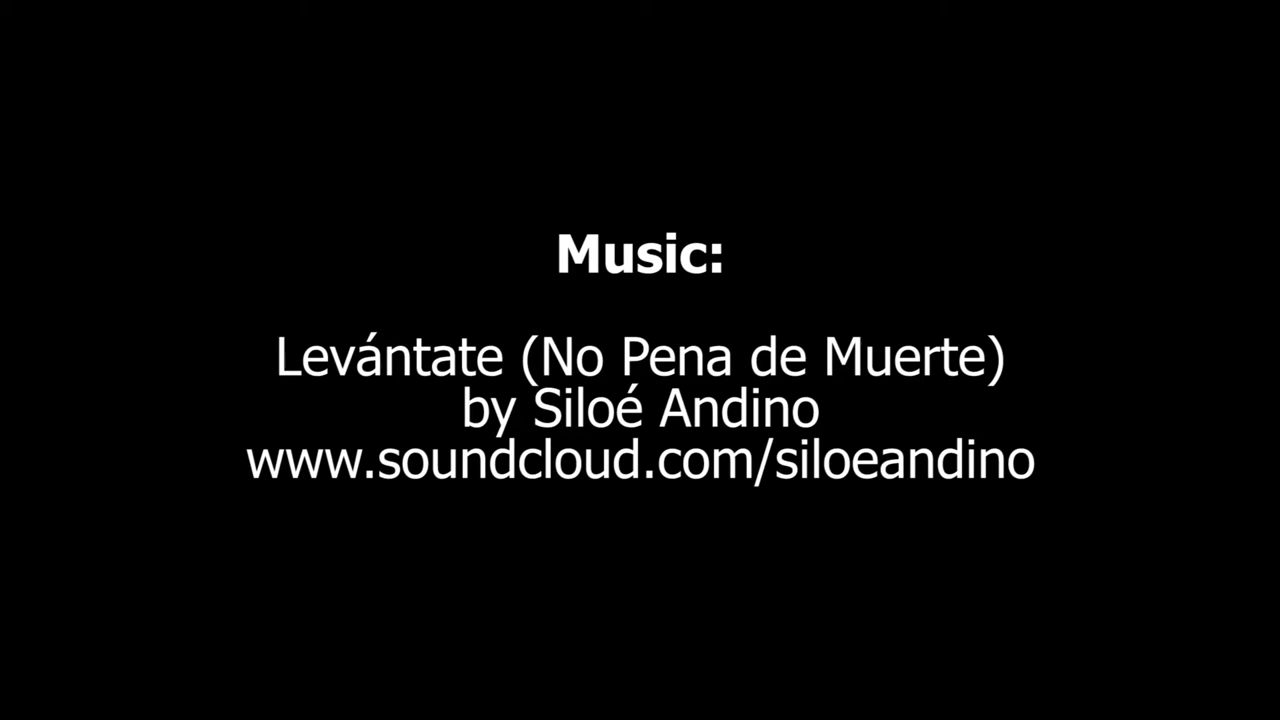 Music:
Levántate (No Pena de Muerte)
by Siloé Andino
www.soundcloud.com/siloeandino